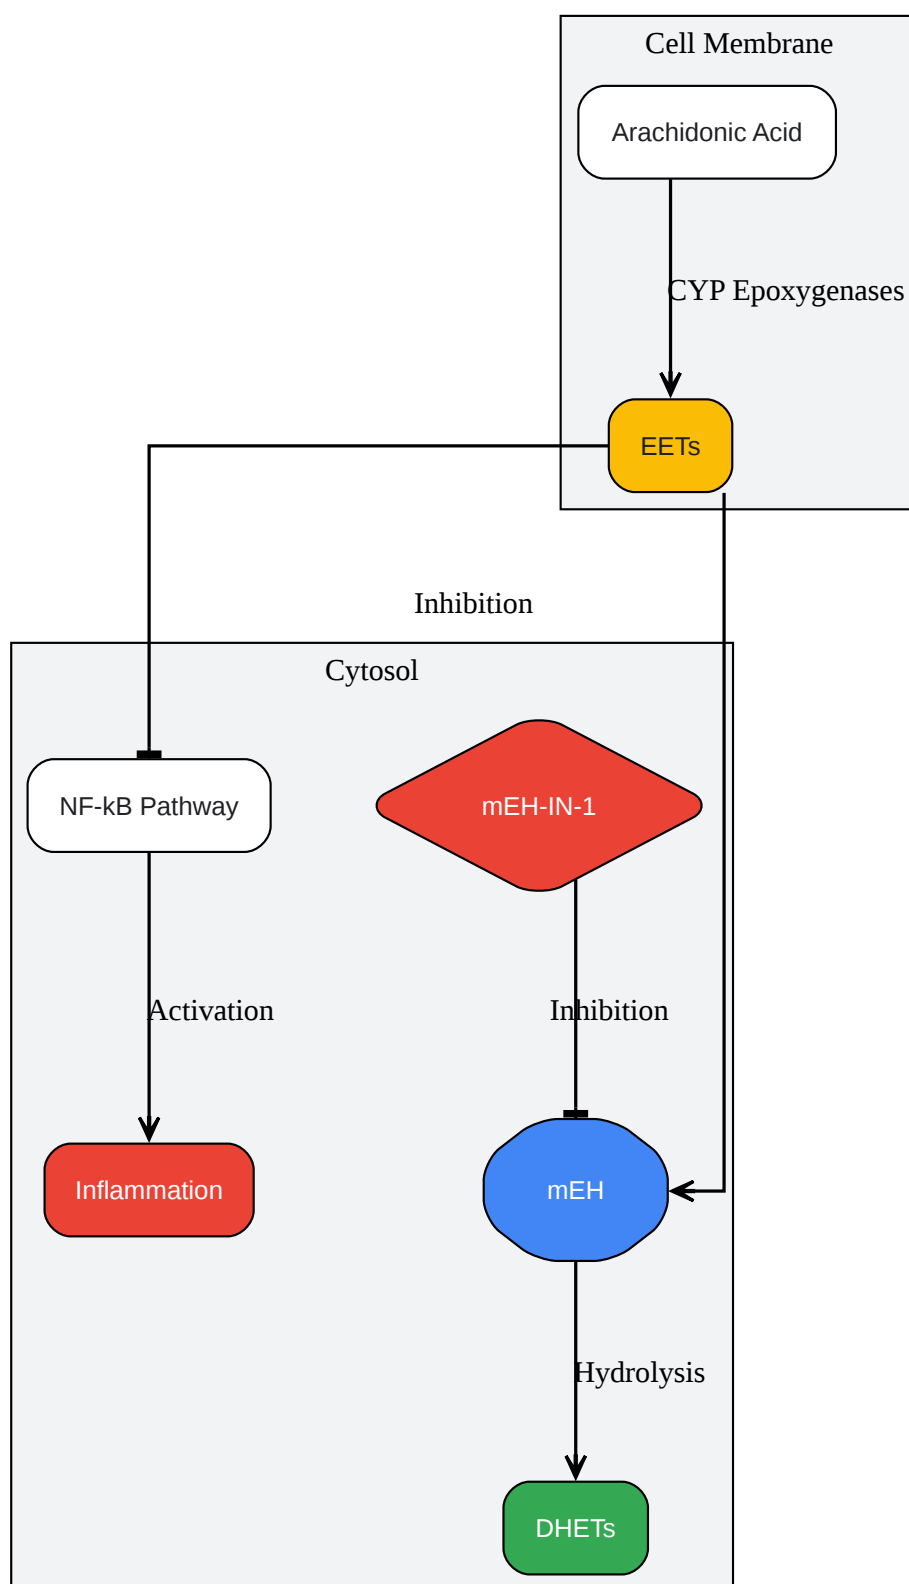 Cell Membrane
Arachidonic Acid
CYP Epoxygenases
EETs
Inhibition
Cytosol
NF-kB Pathway
mEH-IN-1
Activation
Inhibition
Inflammation
mEH
Hydrolysis
DHETs